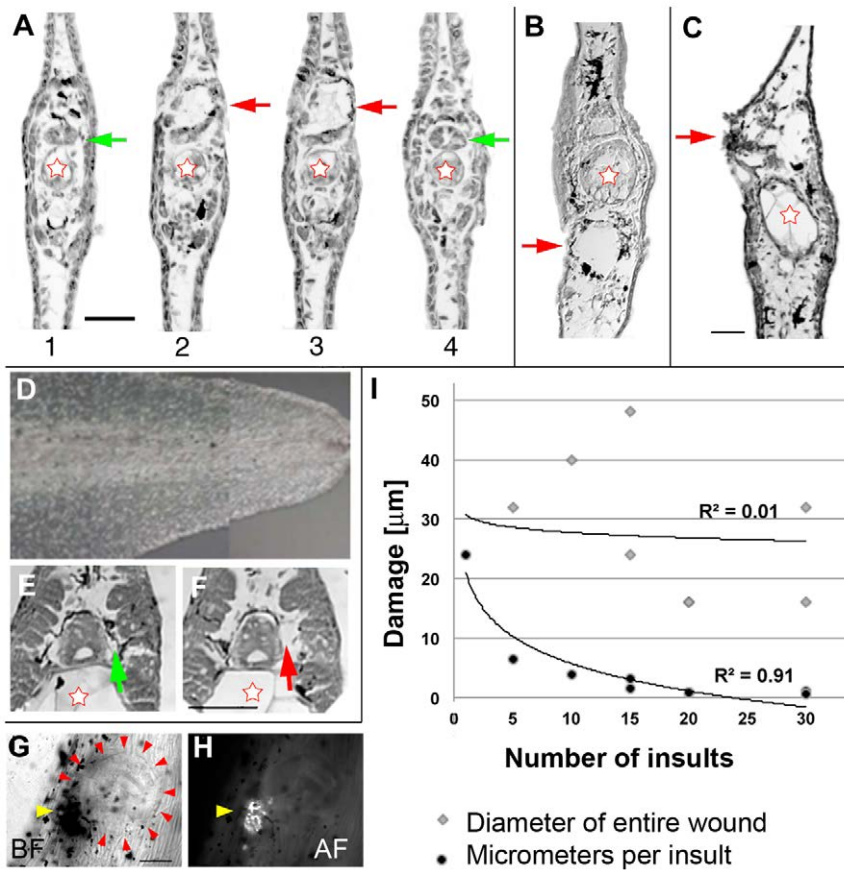 A
B
C
1 2 3 4
D
E
F
G
BF
H
AF
I
50
40
30
20
10
0
Damage [µm]
R² = 0.01
R² = 0.91
0 5 10 15 20 25 30
Number of insults
Diameter of entire wound
Micrometers per insult